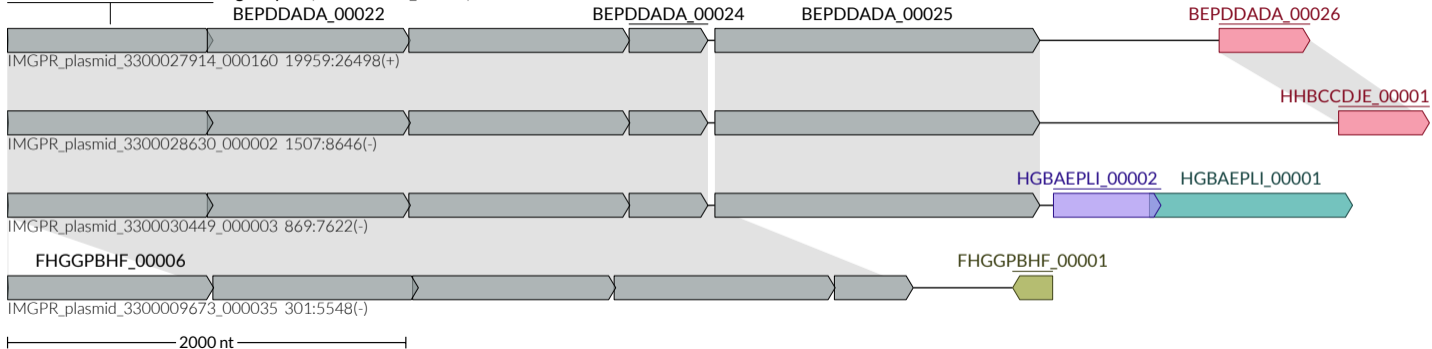 BEPDDADA_00022 BEPDDADA_00024 BEPDDADA_00025 BEPDDADA_00026
IMGPR_plasmid_3300027914_000160 19959:26498(+)
HHBCCDJE_00001
IMGPR_plasmid_3300028630_000002 1507:8646(-)
HGBAEPLI_00002 HGBAEPLI_00001
IMGPR_plasmid_3300030449_000003 869:7622(-)
FHGGPBHF_00006 FHGGPBHF_00001
IMGPR_plasmid_3300009673_000035 301:5548(-)
2000 nt